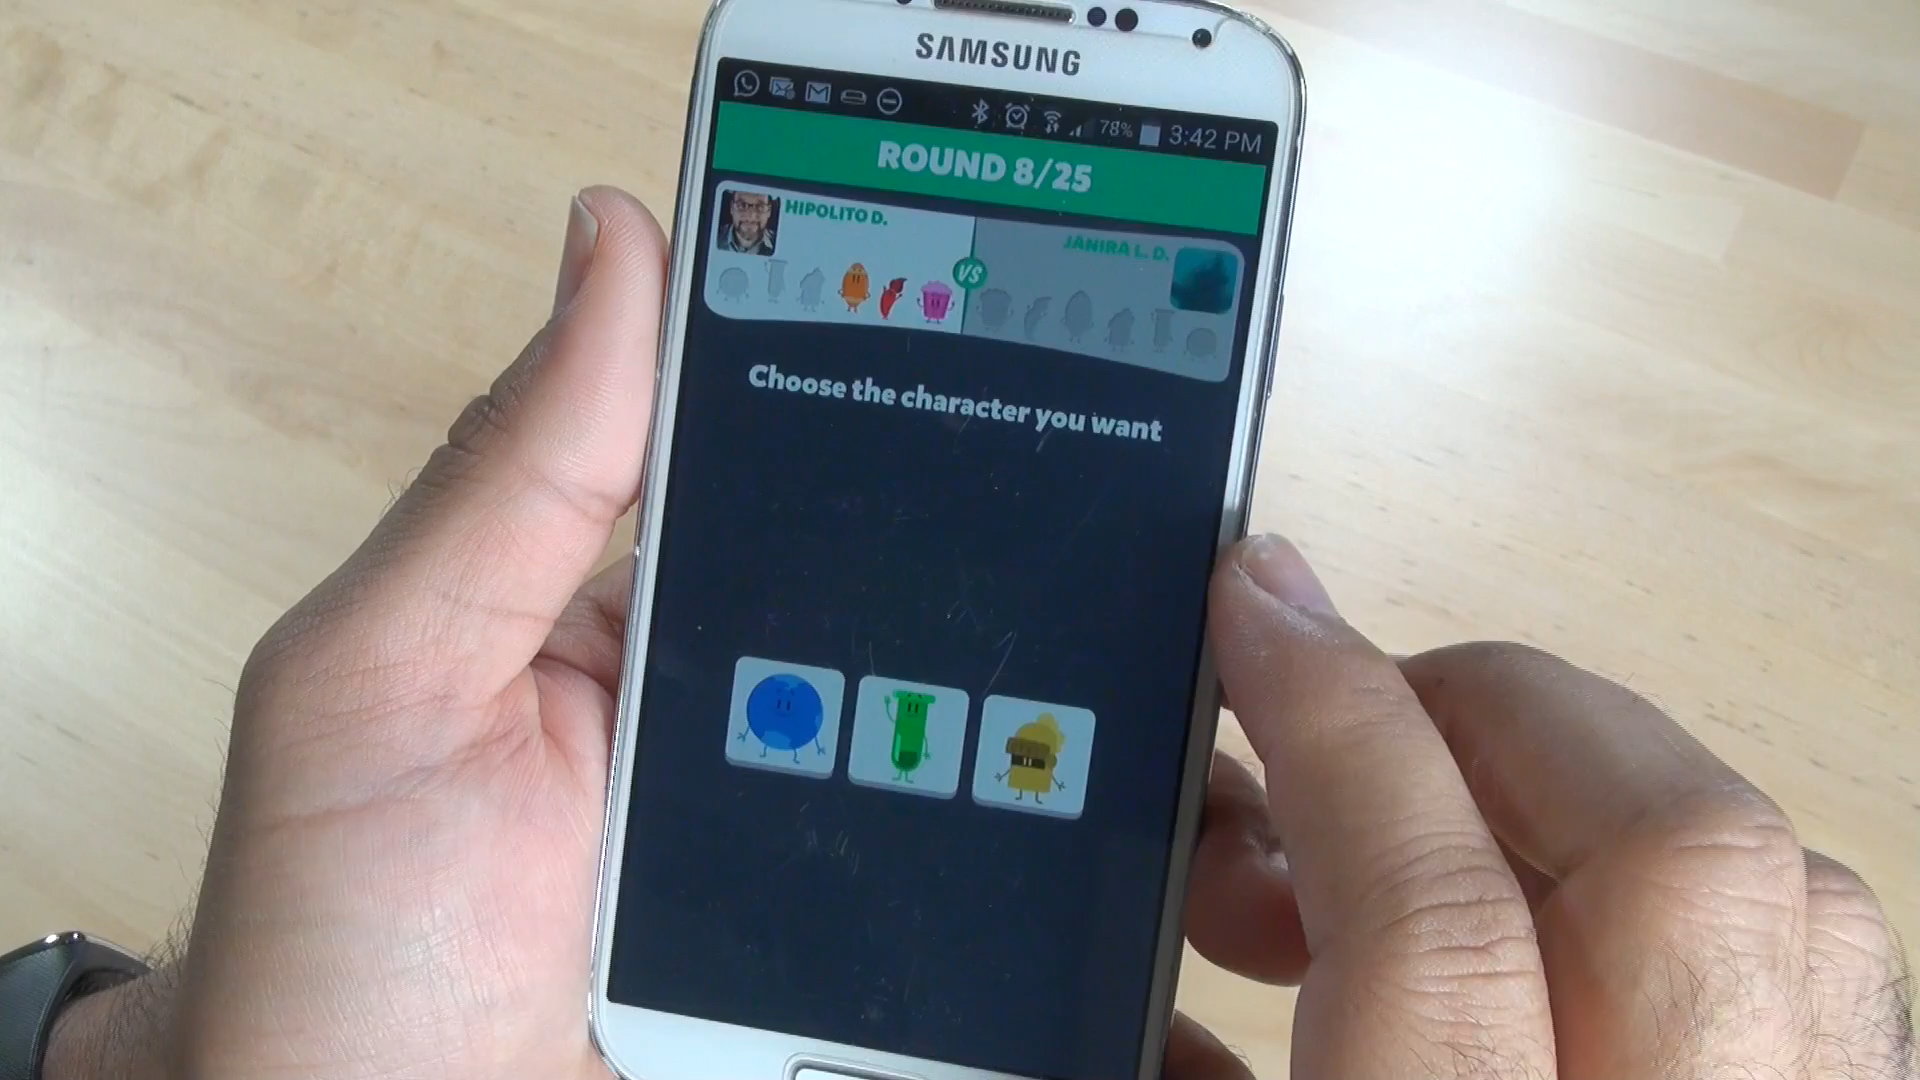 SAMSUNG
78% 3:42 PM
ROUND 8/25
HIPOLITO D.
VS
JANIRA L. D.
Choose the character you want